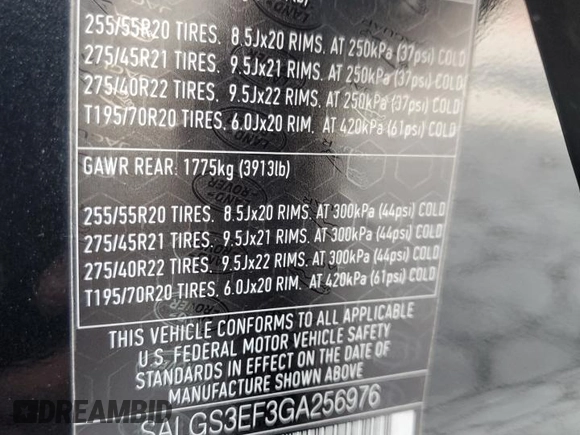 255/55R20 TIRES. 8.5Jx20 RIMS. AT 250kPa (37psi) COLD
275/45R21 TIRES. 9.5Jx21 RIMS. AT 250kPa (37psi) COLD
275/40R22 TIRES. 9.5Jx22 RIMS. AT 250kPa (37psi) COLD
T195/70R20 TIRES. 6.0Jx20 RIM. AT 420kPa (61psi) COLD
GAWR REAR: 1775kg (3913lb)
255/55R20 TIRES. 8.5Jx20 RIMS. AT 300kPa (44psi) COLD
275/45R21 TIRES. 9.5Jx21 RIMS. AT 300kPa (44psi) COLD
275/40R22 TIRES. 9.5Jx22 RIMS. AT 300kPa (44psi) COLD
T195/70R20 TIRES. 6.0Jx20 RIM. AT 420kPa (61psi) COLD
THIS VEHICLE CONFORMS TO ALL APPLICABLE
U.S. FEDERAL MOTOR VEHICLE SAFETY
STANDARDS IN EFFECT ON THE DATE OF
MANUFACTURE SHOWN ABOVE
SALGS3EF3GA256976
DREAMBID